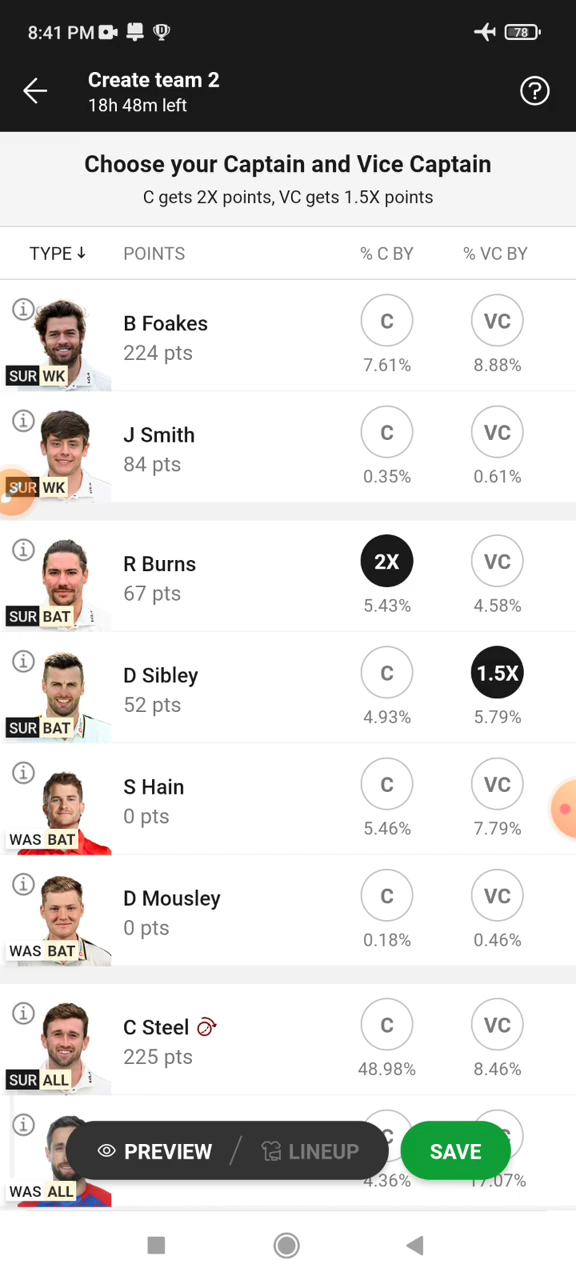 8:41 PM
78
Create team 2
18h 48m left
Choose your Captain and Vice Captain
C gets 2X points, VC gets 1.5X points
TYPE↓ POINTS % C BY % VC BY
B Foakes C VC
224 pts 7.61% 8.88%
SUR WK
J Smith C VC
84 pts 0.35% 0.61%
SUR WK
R Burns 2X VC
67 pts 5.43% 4.58%
SUR BAT
D Sibley C 1.5X
52 pts 4.93% 5.79%
SUR BAT
S Hain C VC
0 pts 5.46% 7.79%
WAS BAT
D Mousley C VC
0 pts 0.18% 0.46%
WAS BAT
C Steel C VC
225 pts 48.98% 8.46%
SUR ALL
PREVIEW / LINEUP SAVE
4.36% 17.07%
WAS ALL